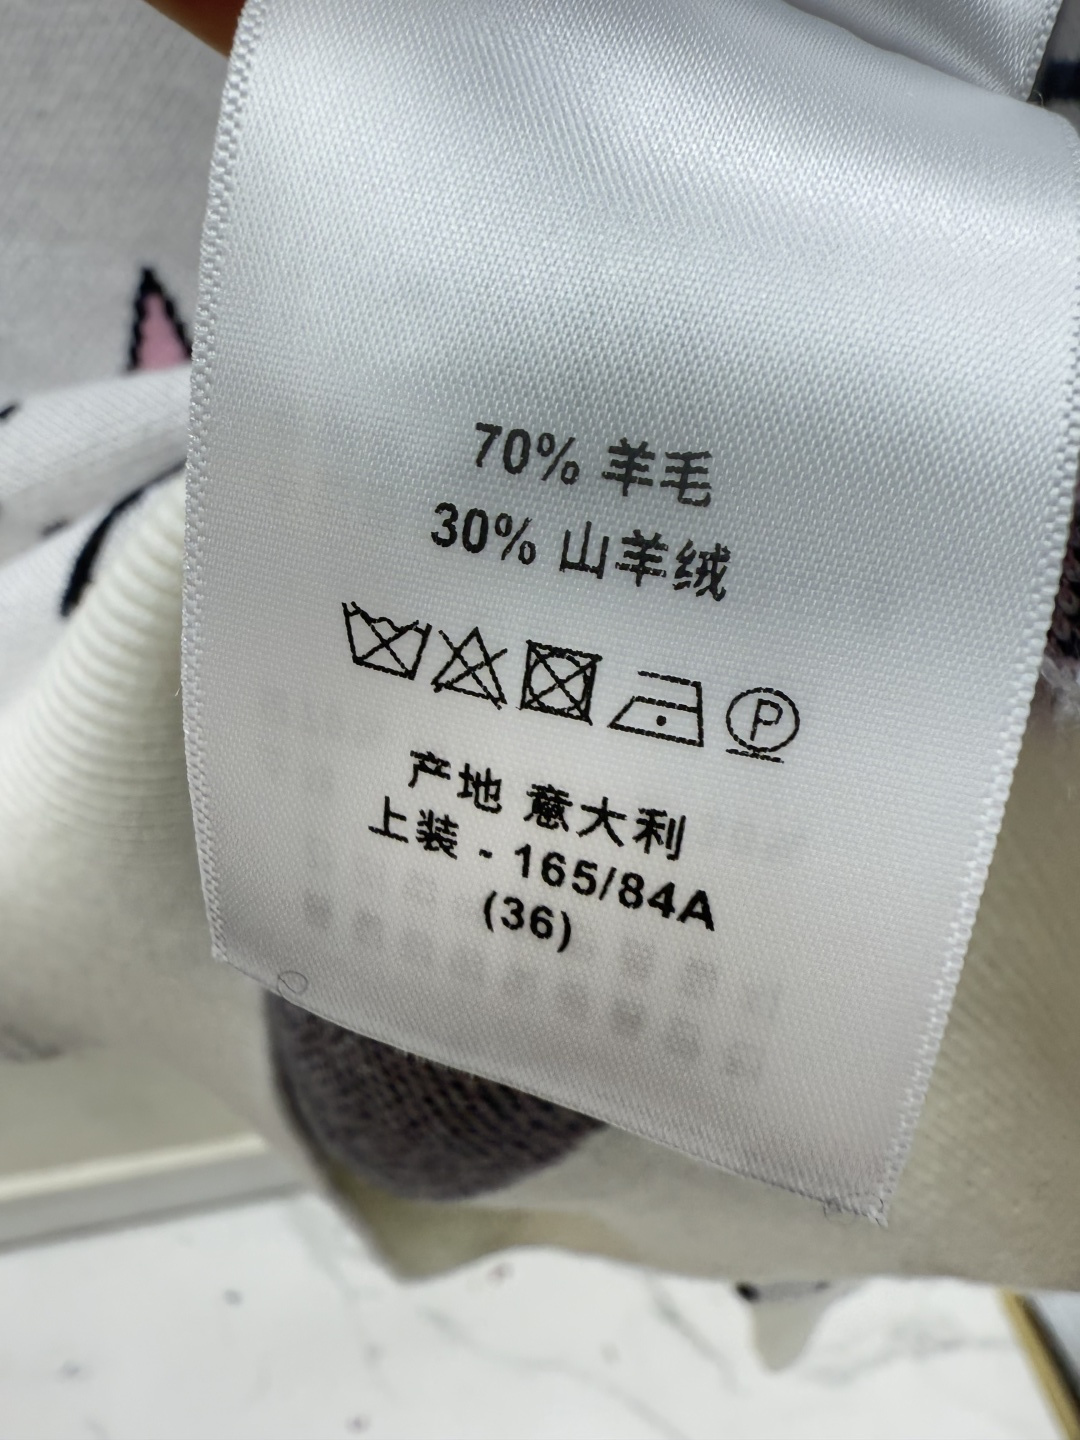 70% 羊毛
30% 山羊绒
P
产地 意大利
上装 - 165/84A
(36)